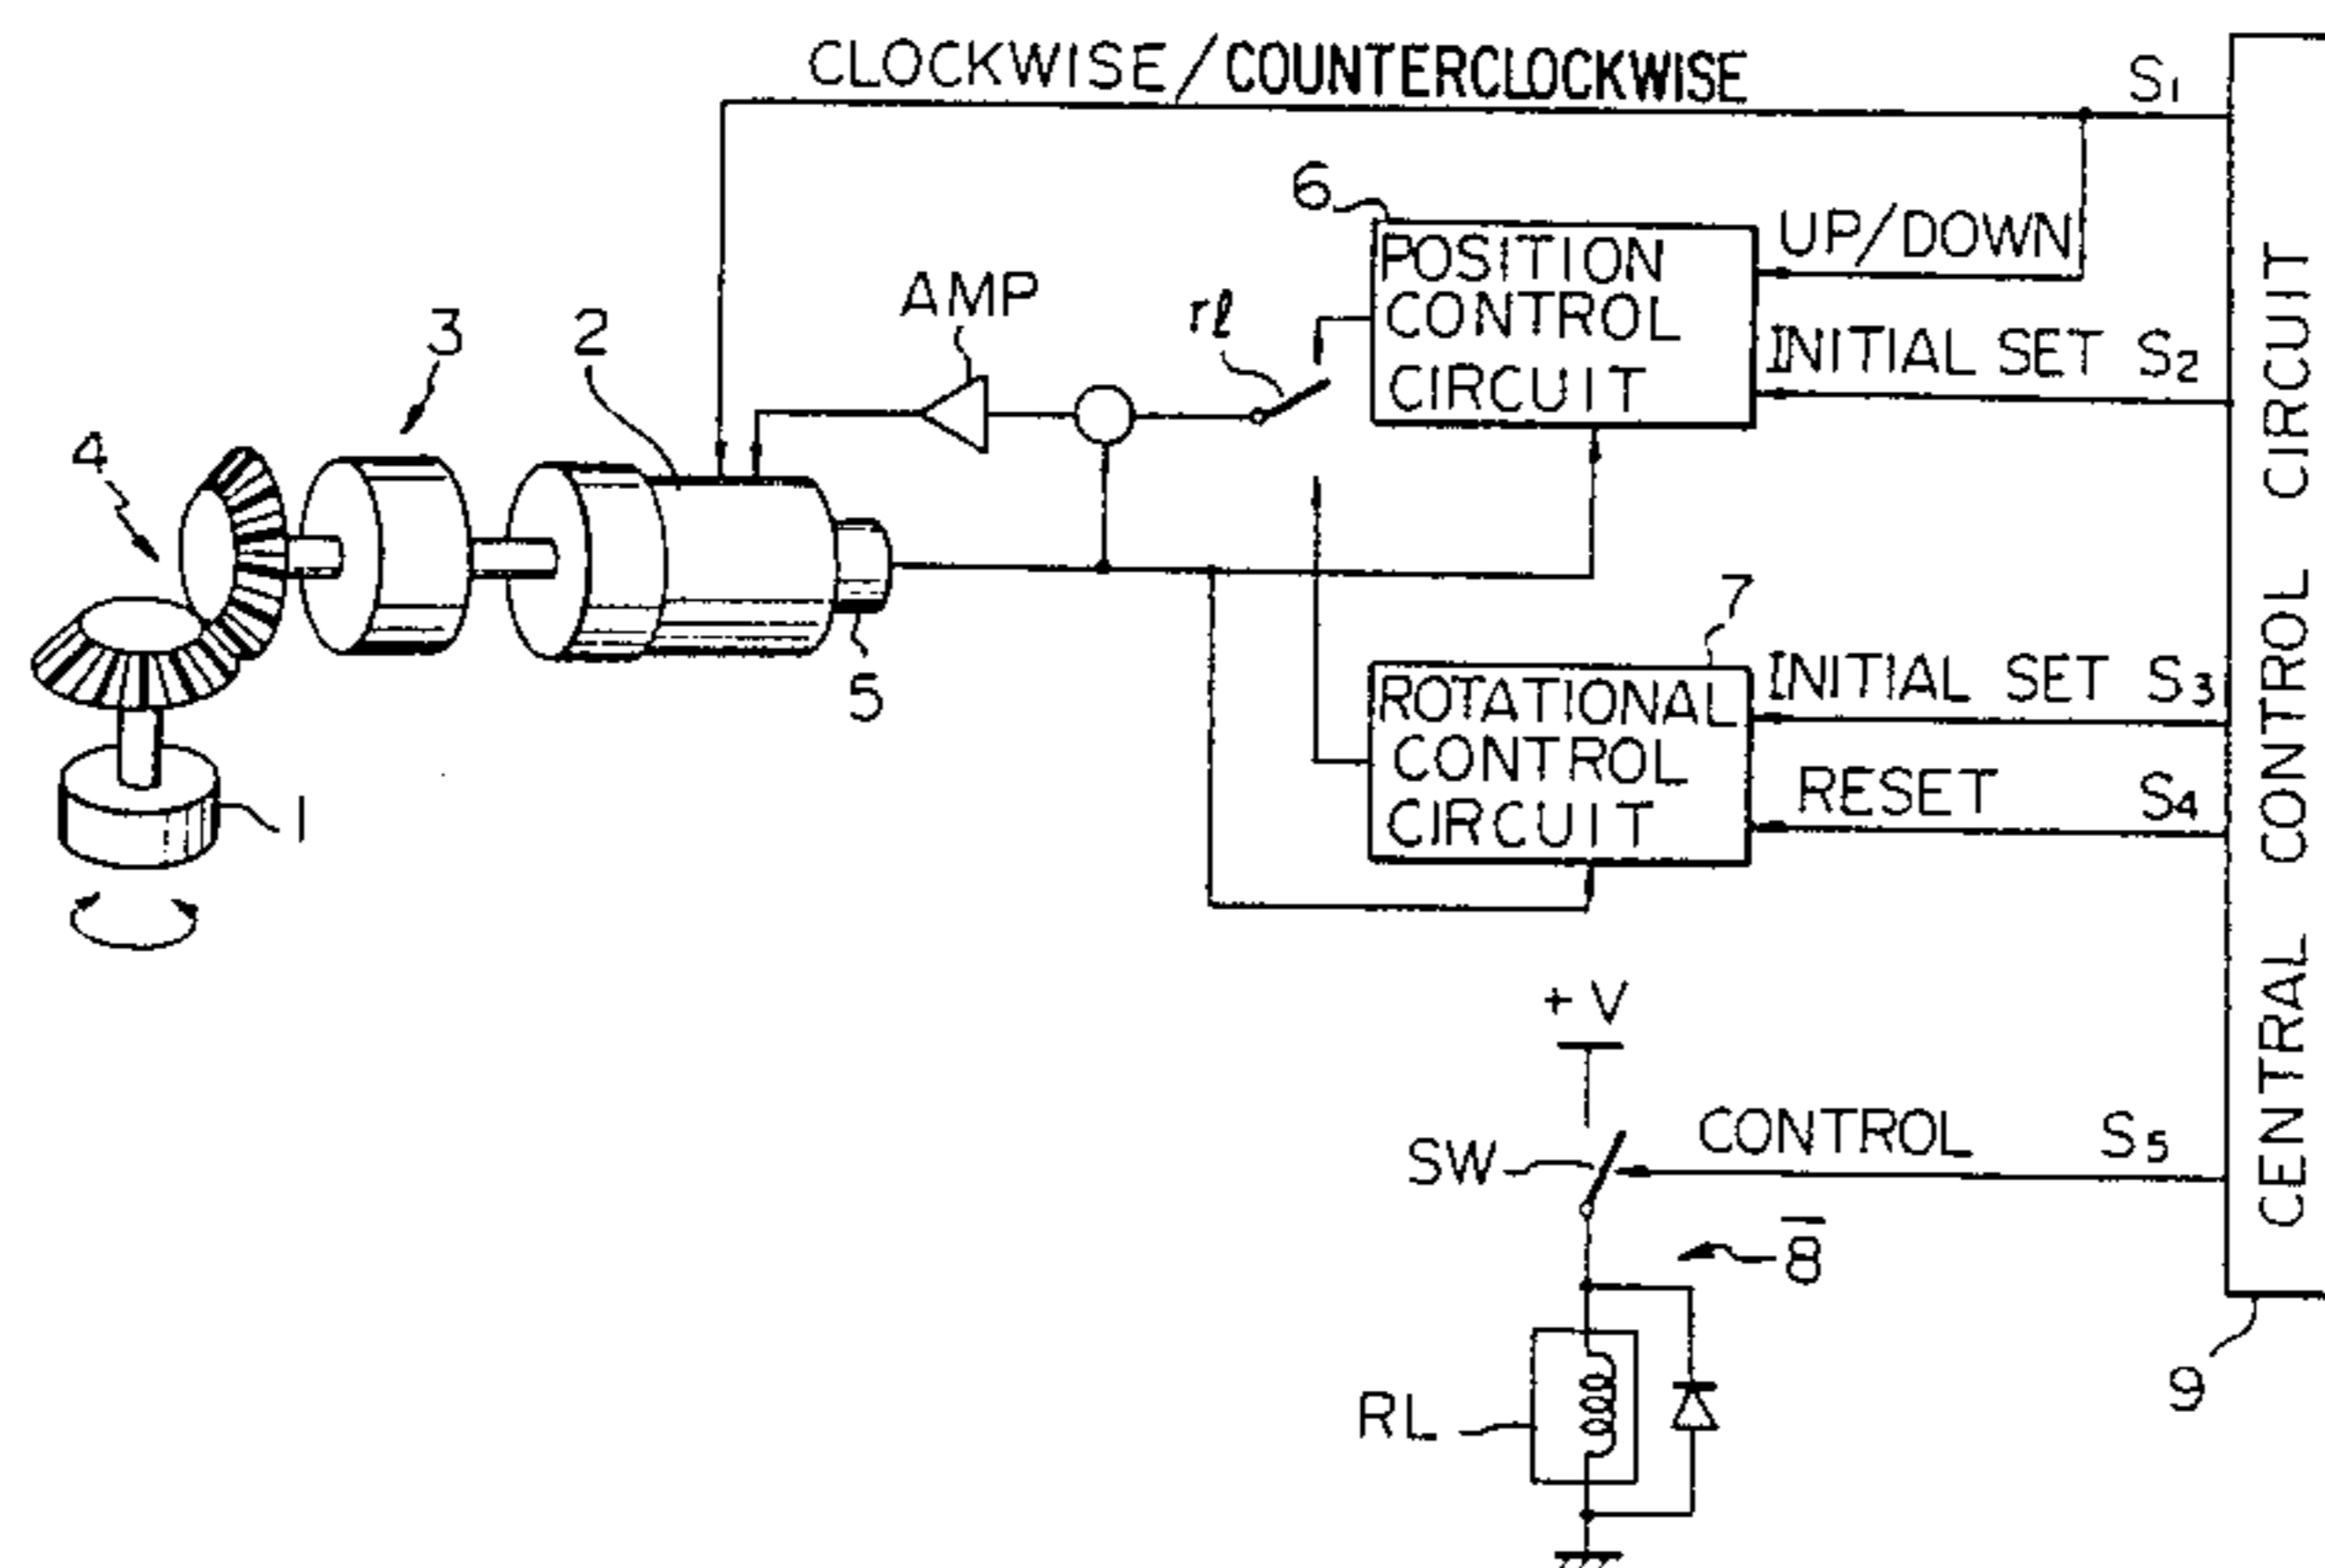 CLOCKWISE/COUNTERCLOCKWISE
S1
6
POSITION
CONTROL
CIRCUIT
UP/DOWN
INITIAL SET S2
AMP
rl
3
2
4
5
1
7
ROTATIONAL
CONTROL
CIRCUIT
INITIAL SET S3
RESET S4
+V
SW
CONTROL S5
8
RL
9
CENTRAL CONTROL CIRCUIT